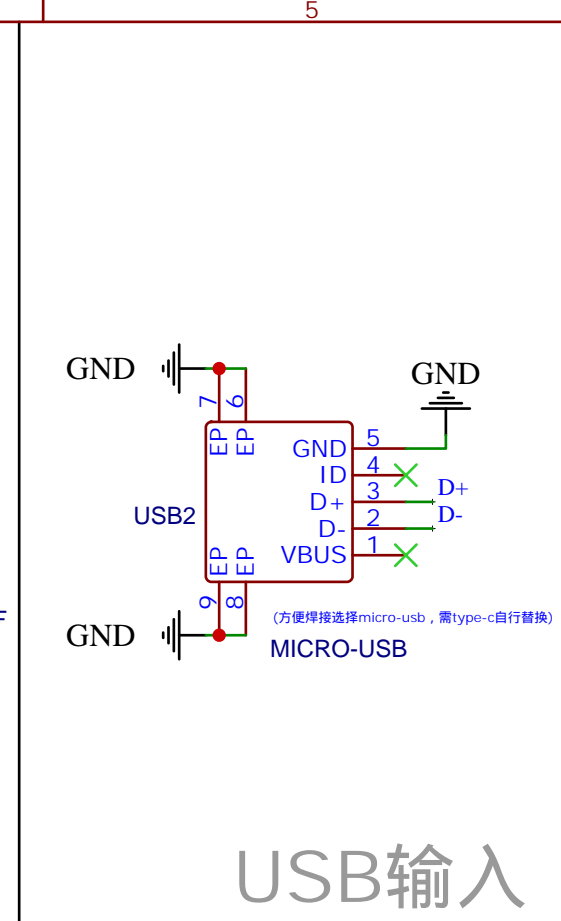 5
GND
GND
7
6
EP
EP
GND
5
ID
4
D+
3
D+
D-
2
D-
VBUS
1
USB2
EP
EP
9
8
(方便焊接选择micro-usb，需type-c自行替换)
GND
MICRO-USB
USB输入